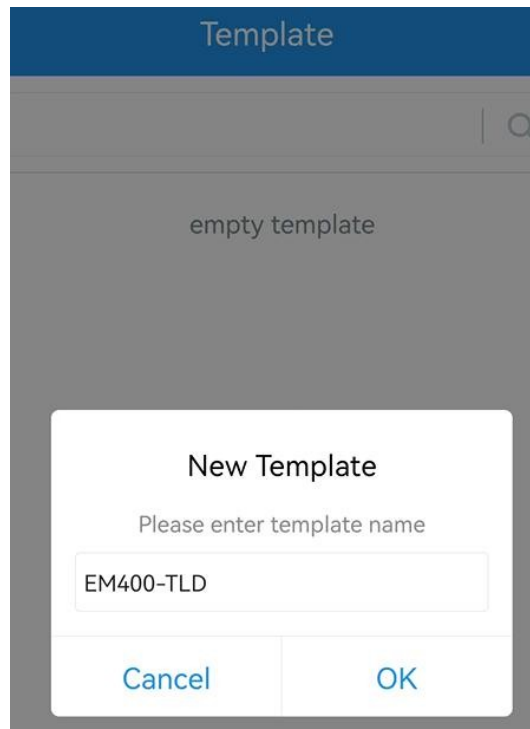 Template
empty template
New Template
Please enter template name
EM400-TLD
Cancel OK